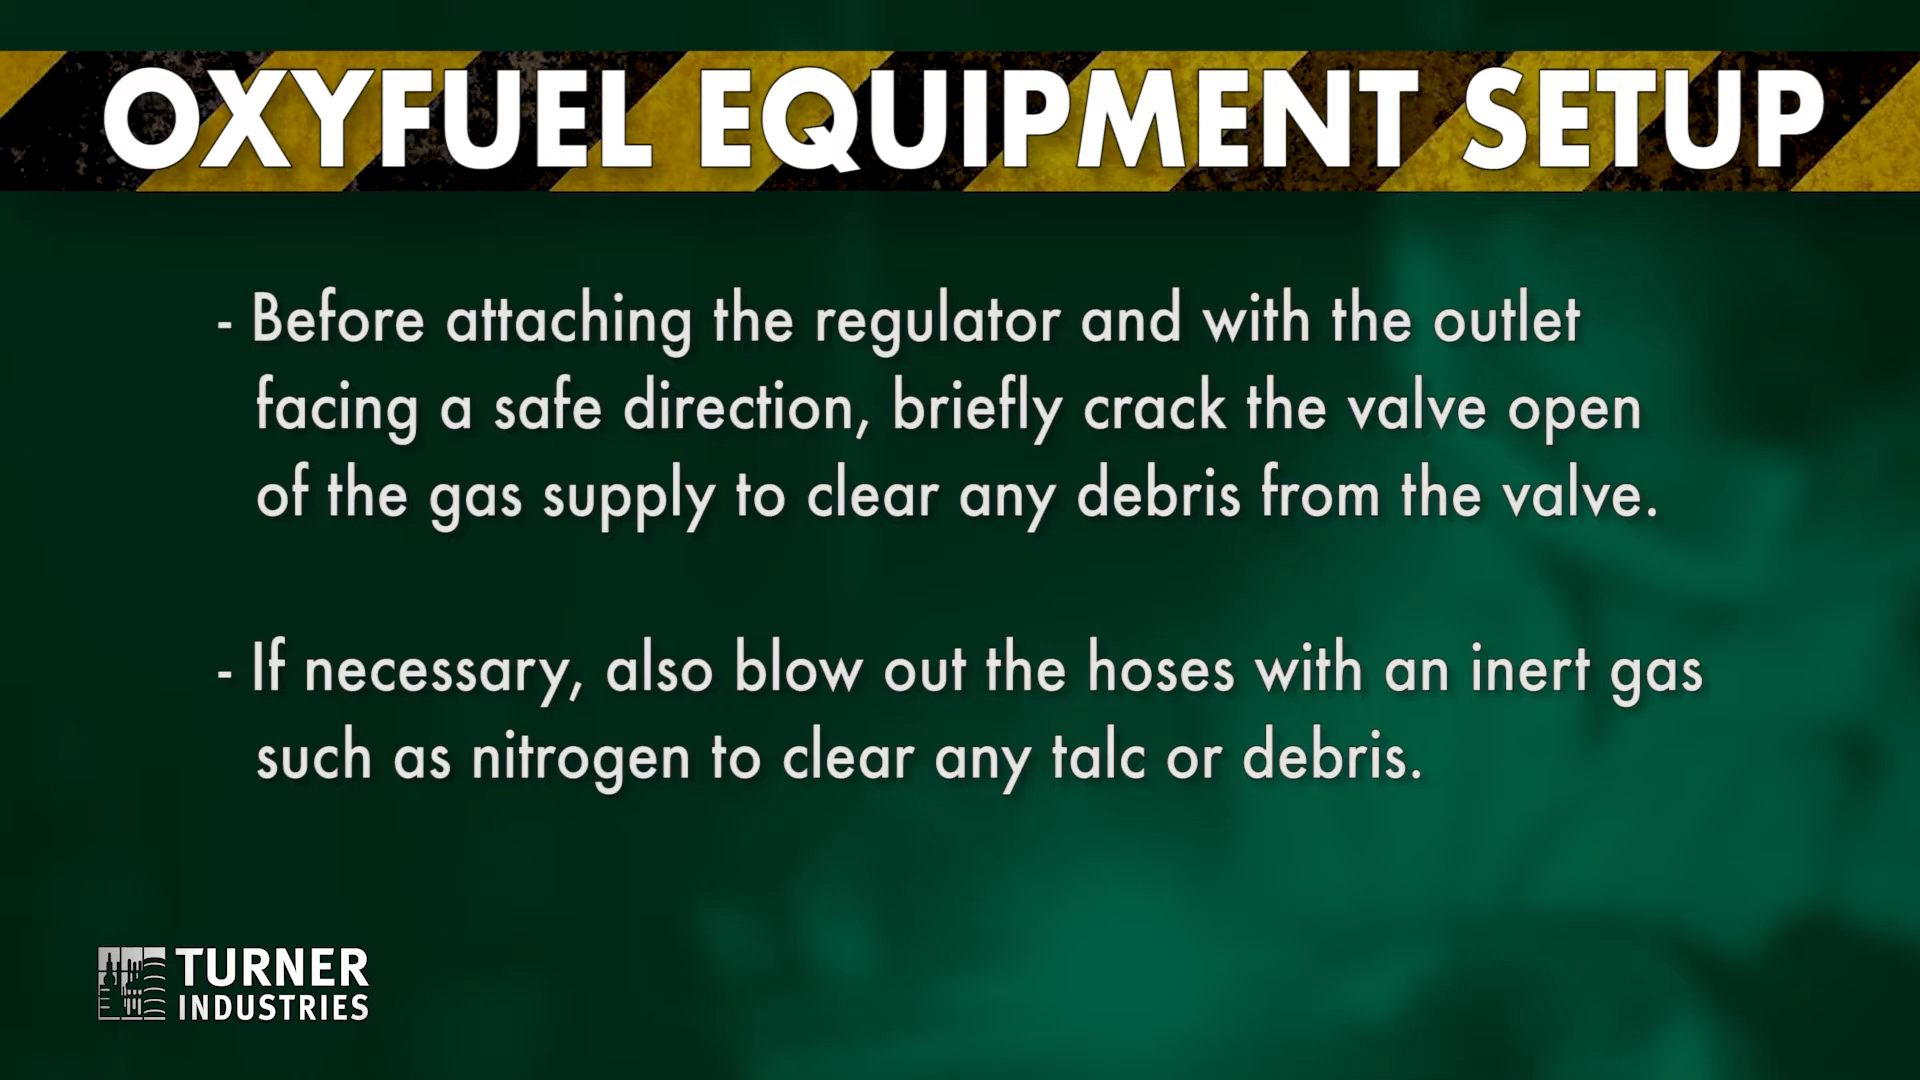 OXYFUEL EQUIPMENT SETUP
- Before attaching the regulator and with the outlet
facing a safe direction, briefly crack the valve open
of the gas supply to clear any debris from the valve.
- If necessary, also blow out the hoses with an inert gas
such as nitrogen to clear any talc or debris.
TURNER
INDUSTRIES